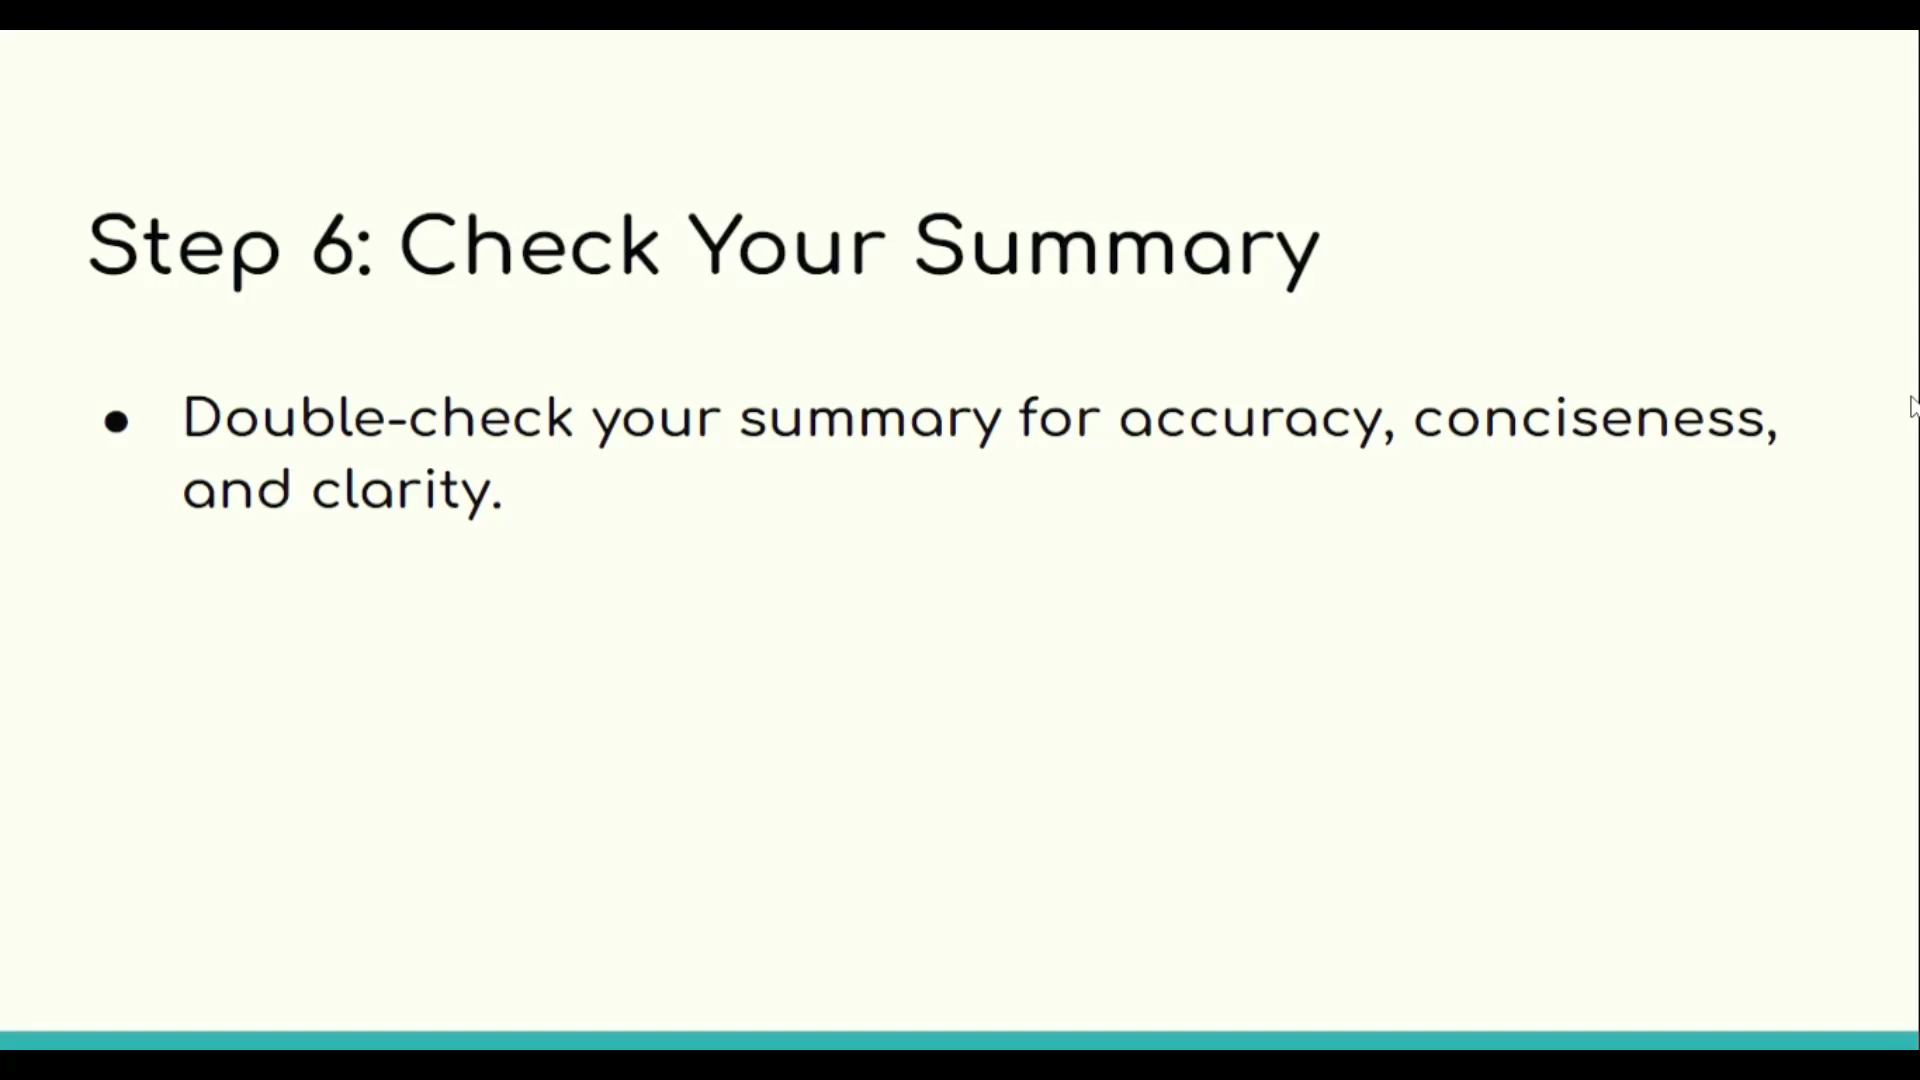 Step 6: Check Your Summary
● Double-check your summary for accuracy, conciseness,
and clarity.